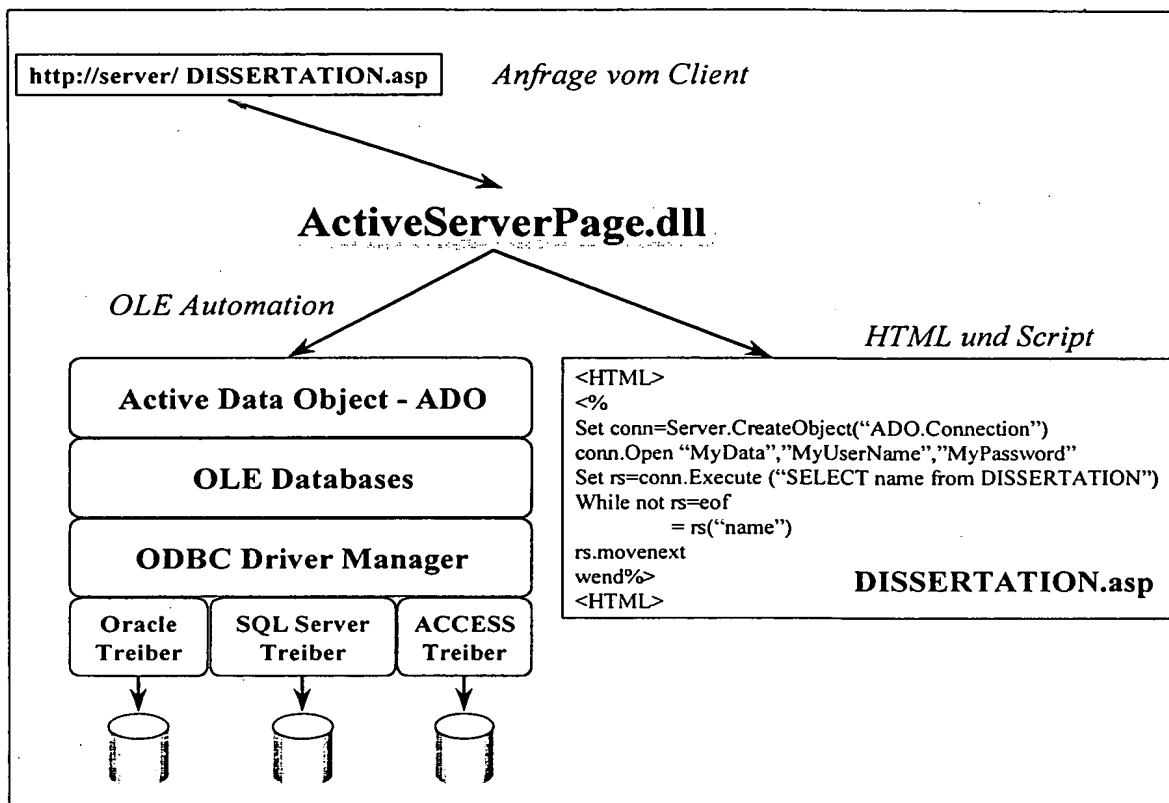 http://server/ DISSERTATION.asp
Anfrage vom Client
ActiveServerPage.dll
OLE Automation
HTML und Script
Active Data Object - ADO
OLE Databases
ODBC Driver Manager
Oracle
Treiber
SQL Server
Treiber
ACCESS
Treiber
<HTML>
<%
Set conn=Server.CreateObject(“ADO.Connection”)
conn.Open “MyData”,”MyUserName”,”MyPassword”
Set rs=conn.Execute (“SELECT name from DISSERTATION”)
While not rs=eof
= rs(“name”)
rs.movenext
wend%>
<HTML>
DISSERTATION.asp